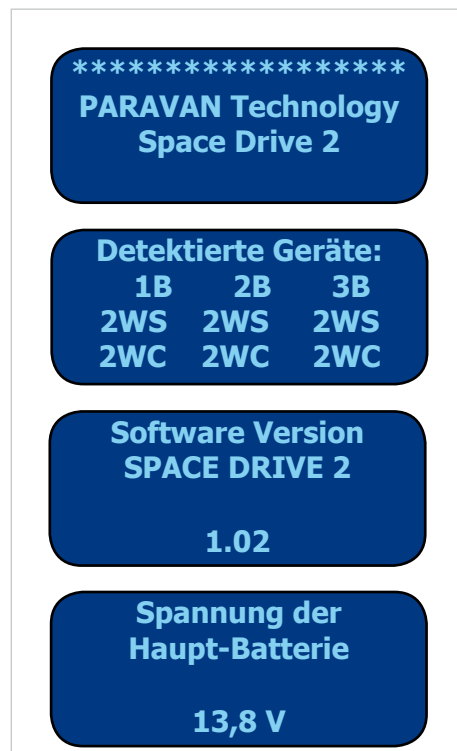 ******************
PARAVAN Technology
Space Drive 2
Detektierte Geräte:
1B 2B 3B
2WS 2WS 2WS
2WC 2WC 2WC
Software Version
SPACE DRIVE 2
1.02
Spannung der
Haupt-Batterie
13,8 V